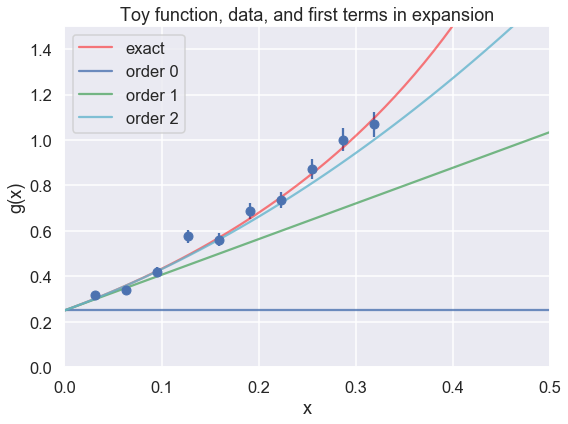 Toy function, data, and first terms in expansion
exact
order 0
order 1
order 2
g(x)
1.4
1.2
1.0
0.8
0.6
0.4
0.2
0.0
0.0 0.1 0.2 0.3 0.4 0.5
x